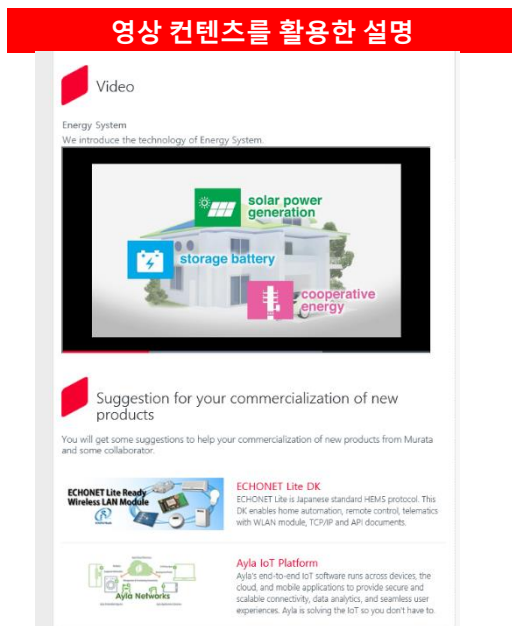 영상 컨텐츠를 활용한 설명
Video
Energy System
We introduce the technology of Energy System.
solar power
generation
storage battery
cooperative
energy
Suggestion for your commercialization of new
products
You will get some suggestions to help your commercialization of new products from Murata
and some collaborator.
ECHONET Lite Ready
Wireless LAN Module
ECHONET Lite DK
ECHONET Lite is Japanese standard HEMS protocol. This
DK enables home automation, remote control, telematics
with WLAN module, TCP/IP and API documents.
Ayla Networks
Ayla IoT Platform
Ayla's end-to-end IoT software runs across devices, the
cloud, and mobile applications to provide secure and
scalable connectivity, data analytics, and seamless user
experiences. Ayla is solving the IoT so you don't have to.